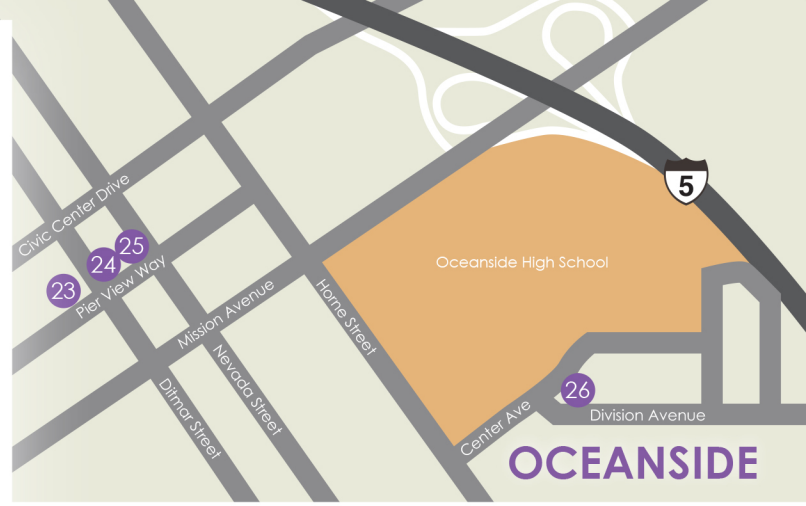 5
Civic Center Drive
25
24
23
Pier View Way
Oceanside High School
Mission Avenue
Horne Street
Nevada Street
Ditmar Street
26
Center Ave
Division Avenue
OCEANSIDE